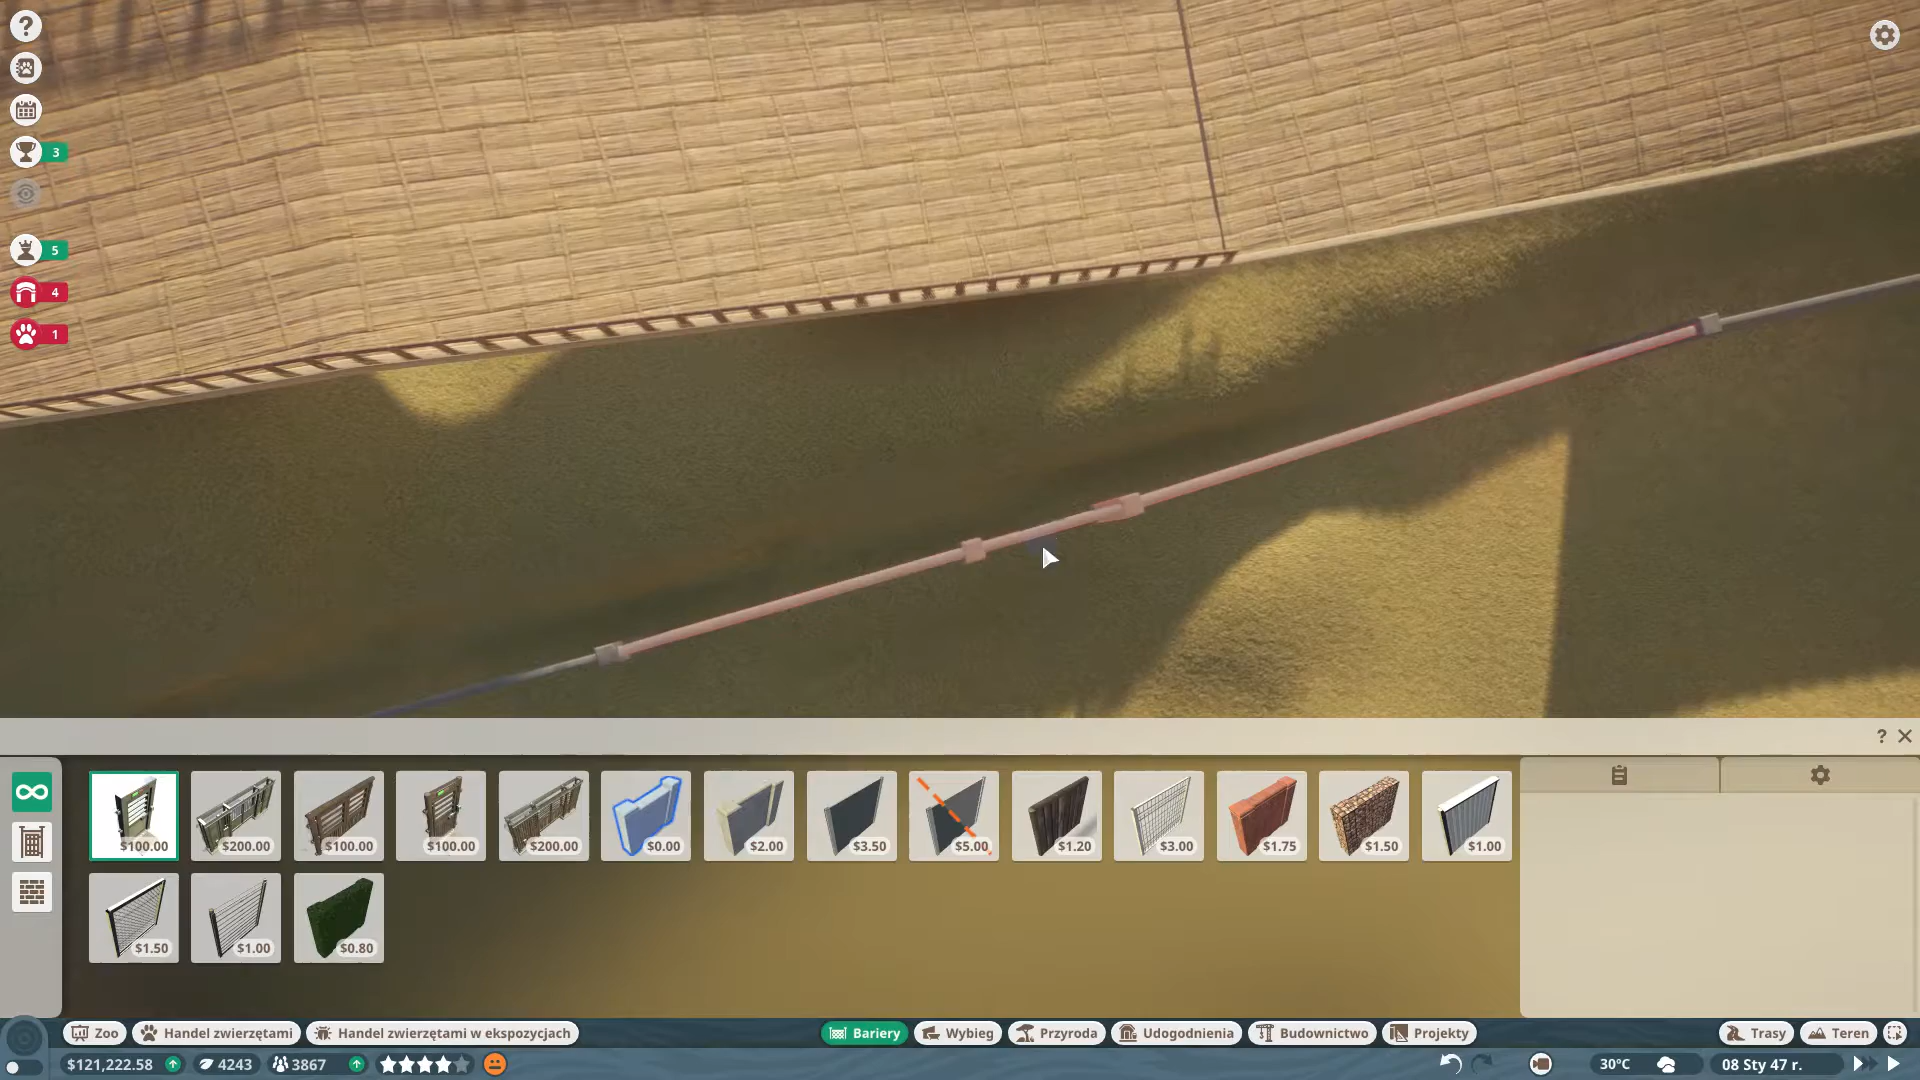 ?
3
5
4
1
?
$100.00
$200.00
$100.00
$100.00
$200.00
$0.00
$2.00
$3.50
$5.00
$1.20
$3.00
$1.75
$1.50
$1.00
$1.50
$1.00
$0.80
Zoo
Handel zwierzętami
Handel zwierzętami w ekspozycjach
Bariery
Wybieg
Przyroda
Udogodnienia
Budownictwo
Projekty
Trasy
Teren
$121,222.58
4243
3867
30°C
08 Sty 47 r.